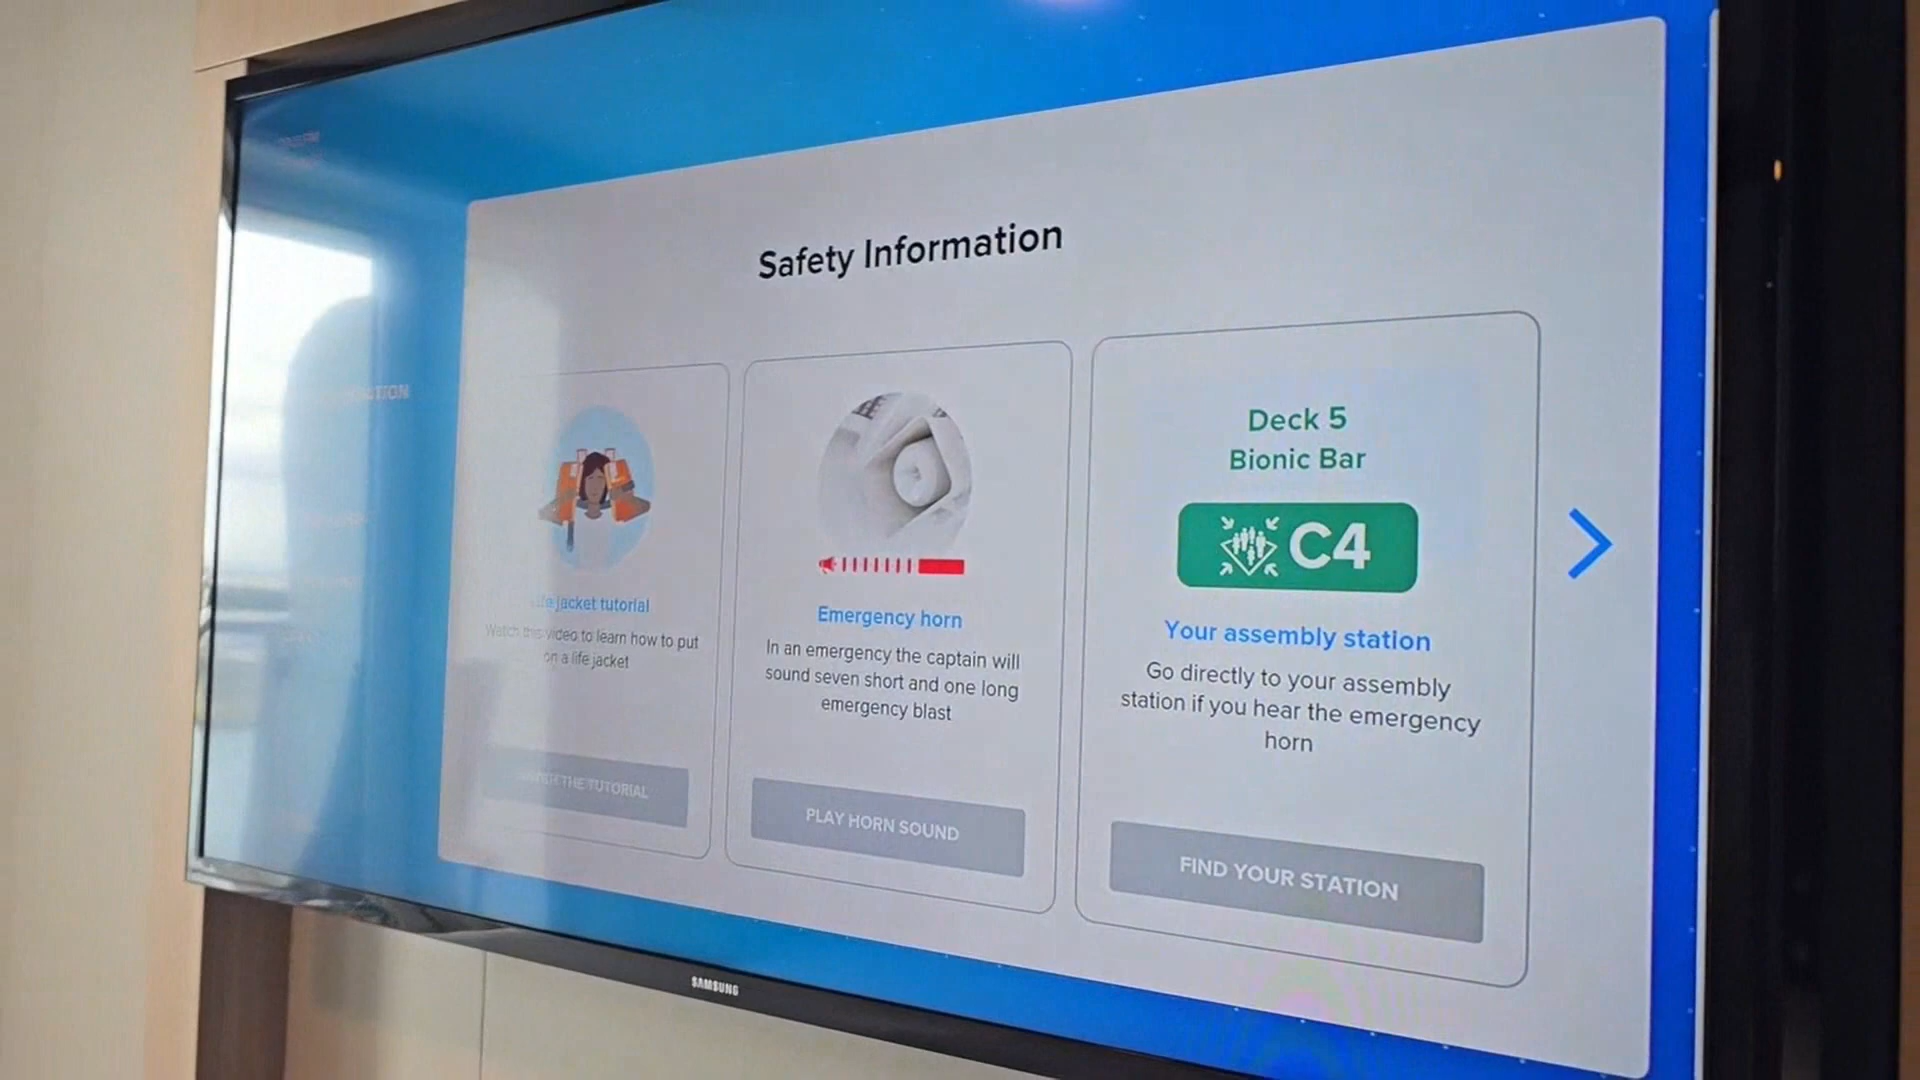 Safety Information
jacket tutorial
Watch this video to learn how to put
on a life jacket
THE TUTORIAL
Emergency horn
In an emergency the captain will
sound seven short and one long
emergency blast
PLAY HORN SOUND
Deck 5
Bionic Bar
C4
Your assembly station
Go directly to your assembly
station if you hear the emergency
horn
FIND YOUR STATION
SAMSUNG